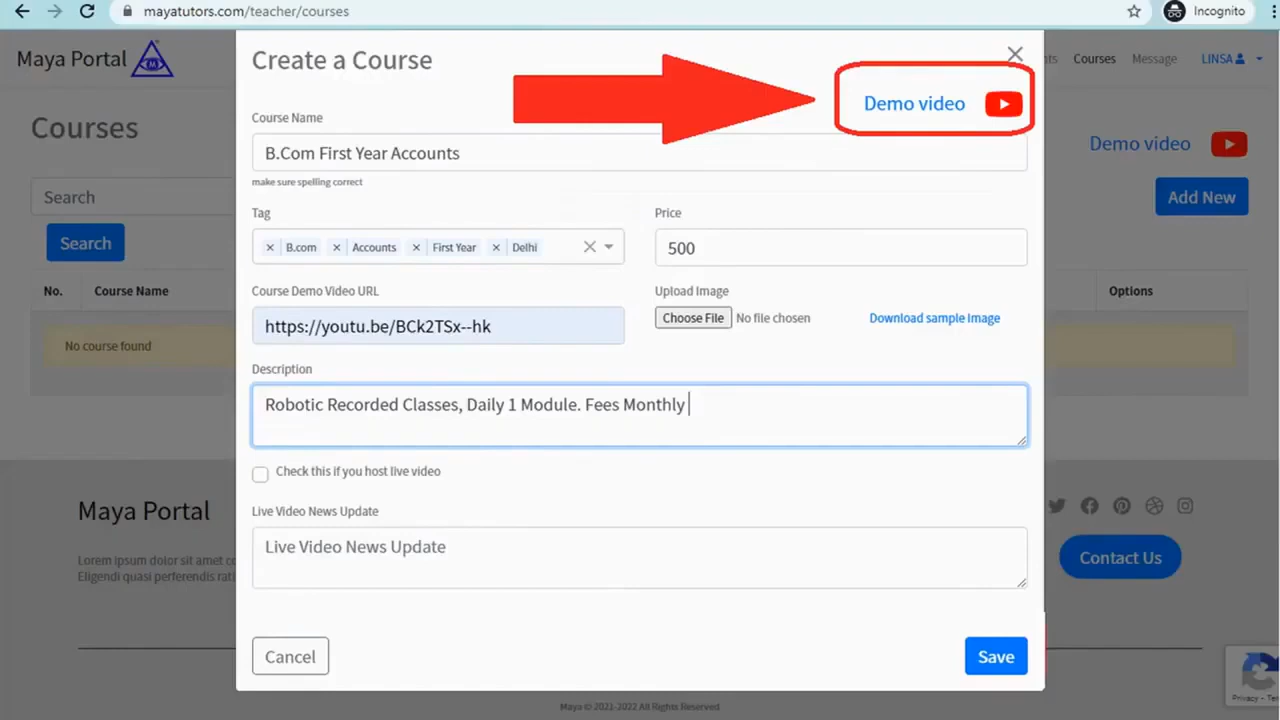 mayatutors.com/teacher/courses
Incognito
Maya Portal
Courses
Message
LINSA
Create a Course
Demo video
Courses
Course Name
Demo video
B.Com First Year Accounts
make sure spelling correct
Search
Add New
Tag
Price
× B.com × Accounts × First Year × Delhi
500
Search
No.
Course Name
Course Demo Video URL
Upload Image
Options
https://youtu.be/BCk2TSx--hk
Choose File No file chosen
Download sample Image
No course found
Description
Robotic Recorded Classes, Daily 1 Module. Fees Monthly
Check this if you host live video
Maya Portal
Live Video News Update
Live Video News Update
Lorem ipsum dolor sit amet
Eligendi quasi perferendis
Contact Us
Cancel
Save
Privacy
Maya © 2021-2022 All Rights Reserved